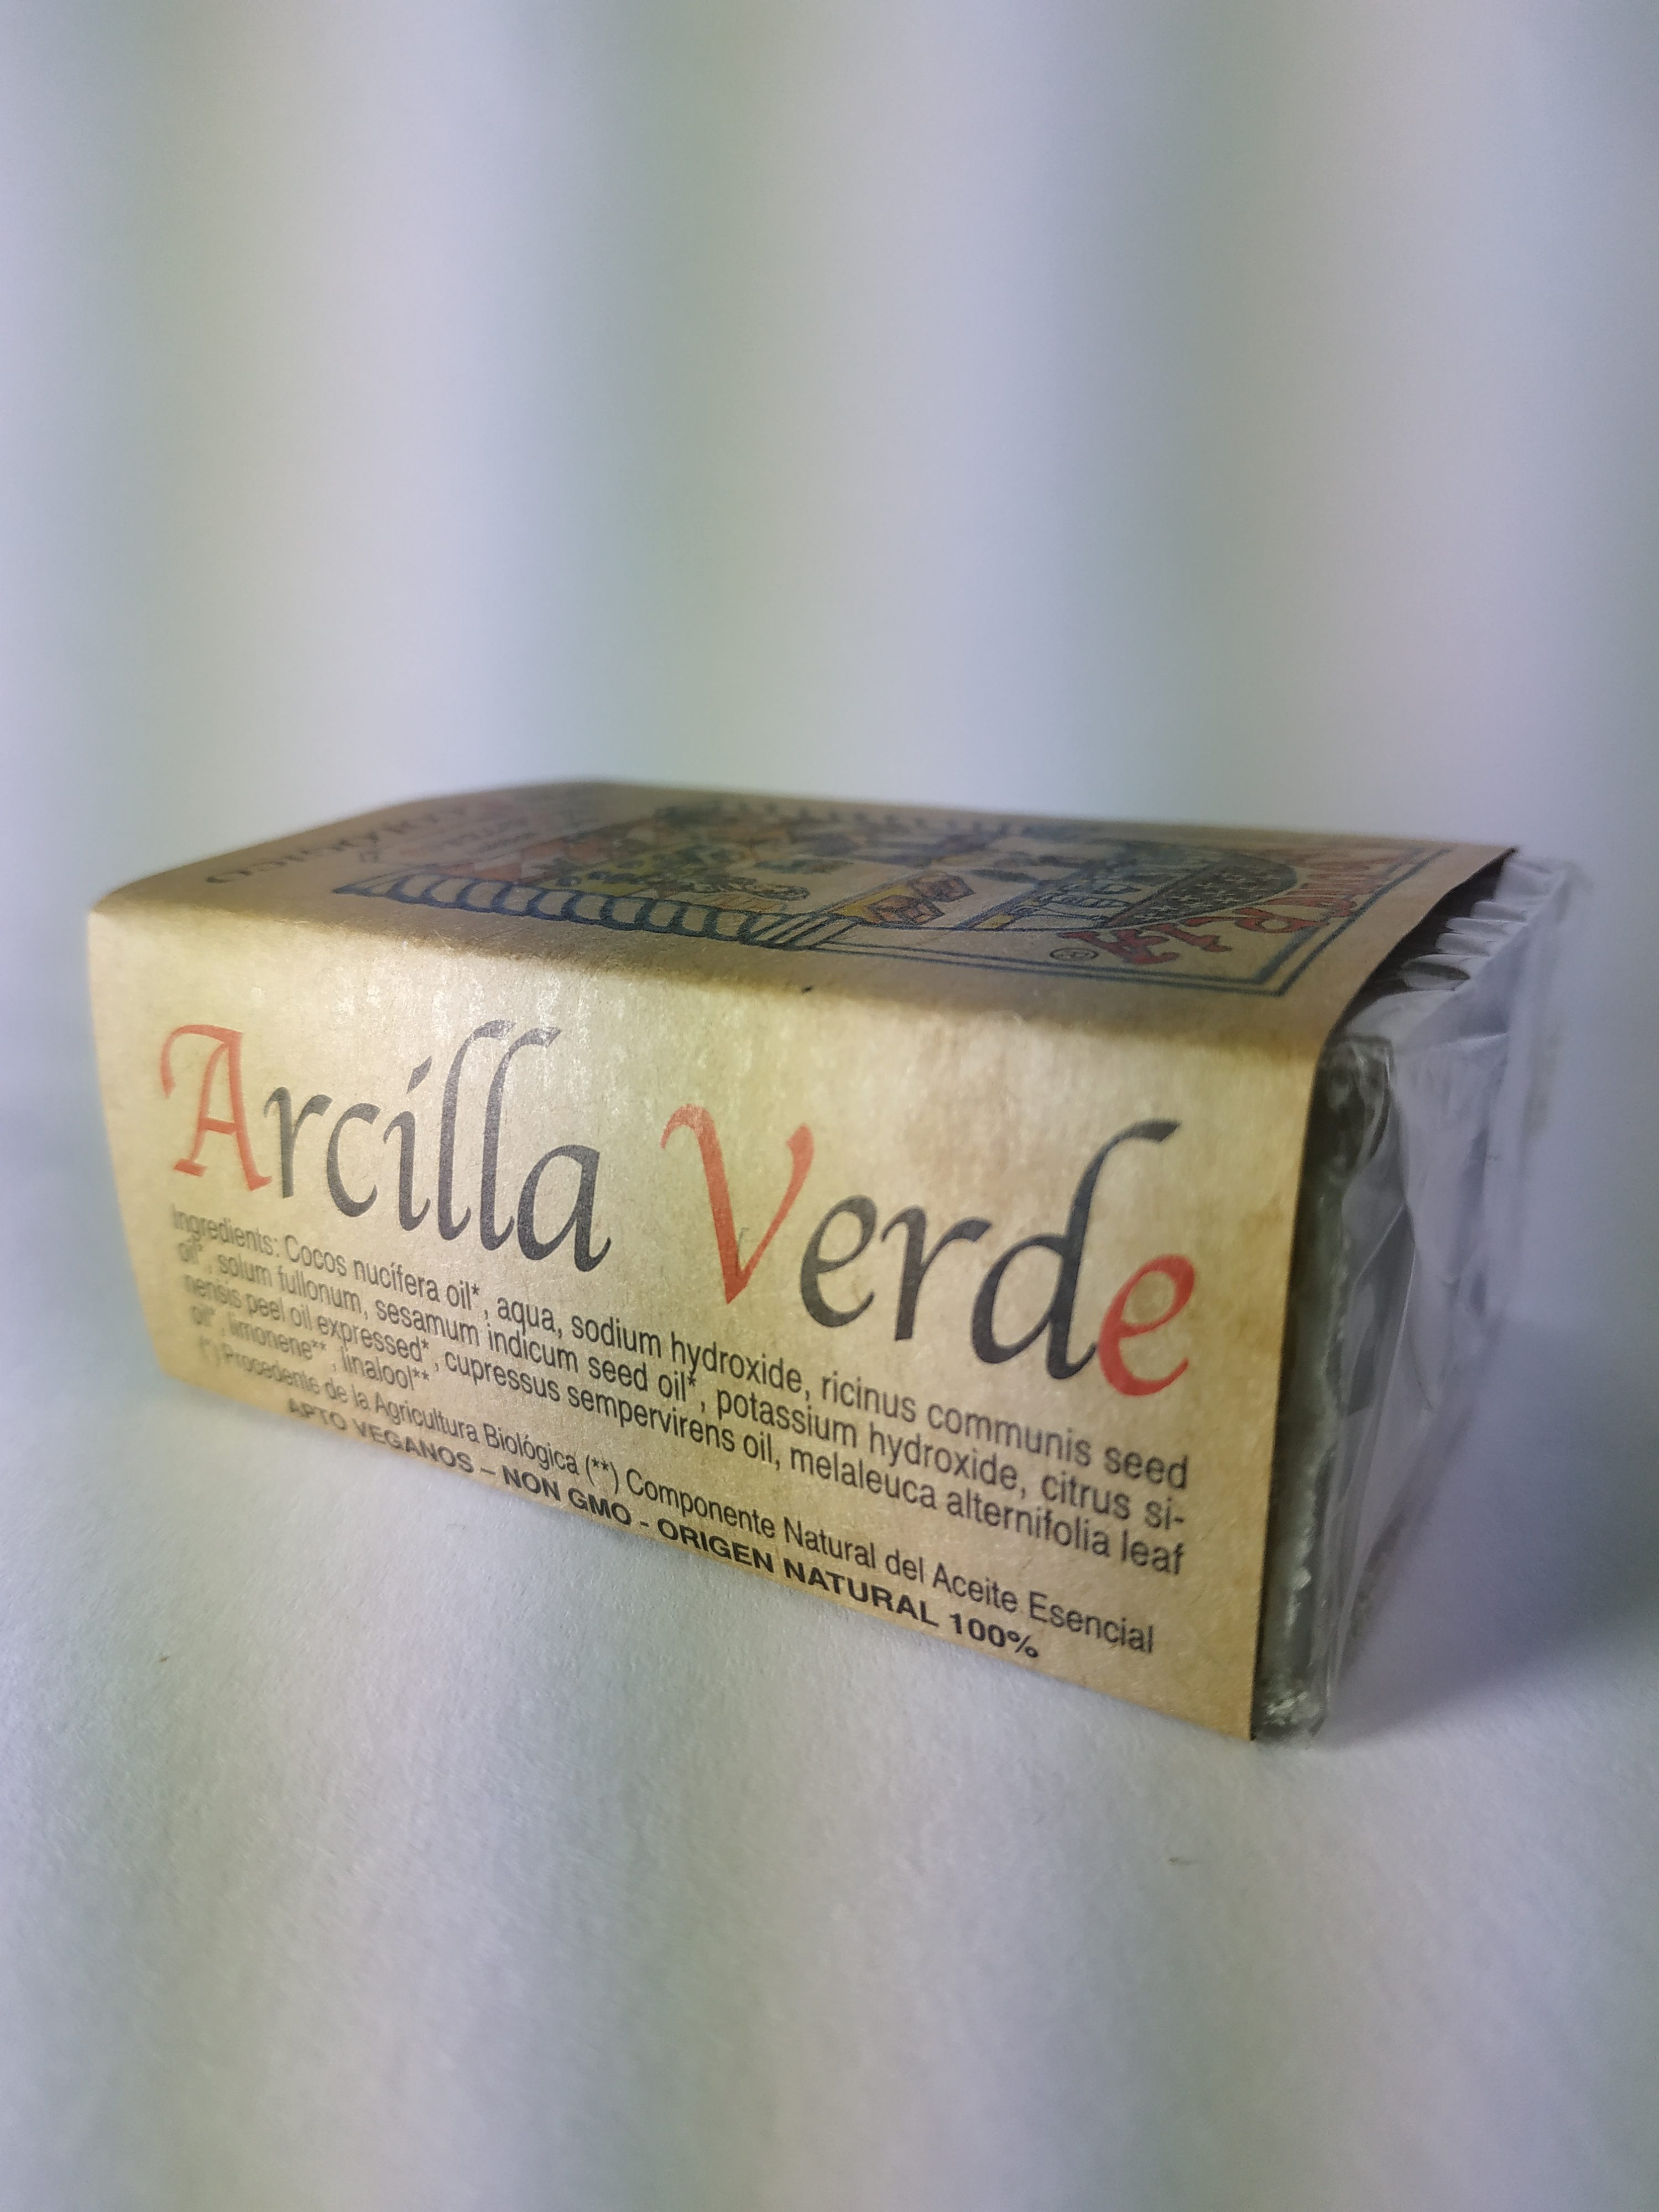 Arcilla Verde
Ingredients: Cocos nucífera oil*, aqua, sodium hydroxide, ricinus communis seed
oil*, solum fullonum, sesamum indicum seed oil*, potassium hydroxide, citrus si-
nensis peel oil expressed*, cupressus sempervirens oil, melaleuca alternifolia leaf
oil*, limonene**, linalool**
(*) Procedente de la Agricultura Biológica (**) Componente Natural del Aceite Esencial
APTO VEGANOS – NON GMO - ORIGEN NATURAL 100%